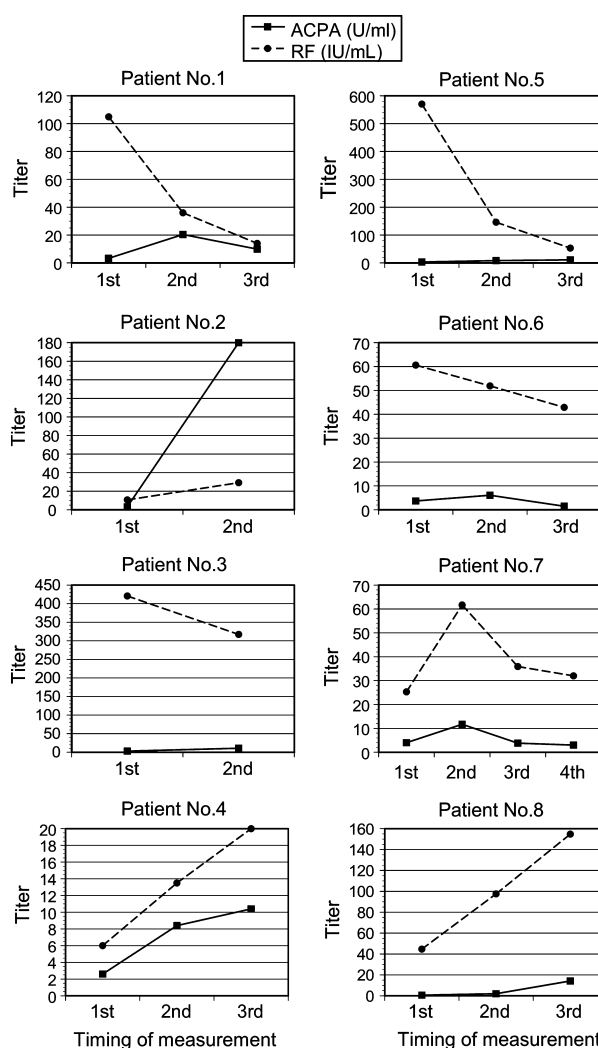 ACPA (U/ml)
RF (IU/mL)
Patient No.1
120
100
80
60
40
20
0
Titer
1st 2nd 3rd
Patient No.5
600
500
400
300
200
100
0
Titer
1st 2nd 3rd
Patient No.2
180
160
140
120
100
80
60
40
20
0
Titer
1st 2nd
Patient No.6
70
60
50
40
30
20
10
0
Titer
1st 2nd 3rd
Patient No.3
450
400
350
300
250
200
150
100
50
0
Titer
1st 2nd
Patient No.7
70
60
50
40
30
20
10
0
Titer
1st 2nd 3rd 4th
Patient No.4
20
18
16
14
12
10
8
6
4
2
0
Titer
1st 2nd 3rd
Timing of measurement
Patient No.8
160
140
120
100
80
60
40
20
0
Titer
1st 2nd 3rd
Timing of measurement